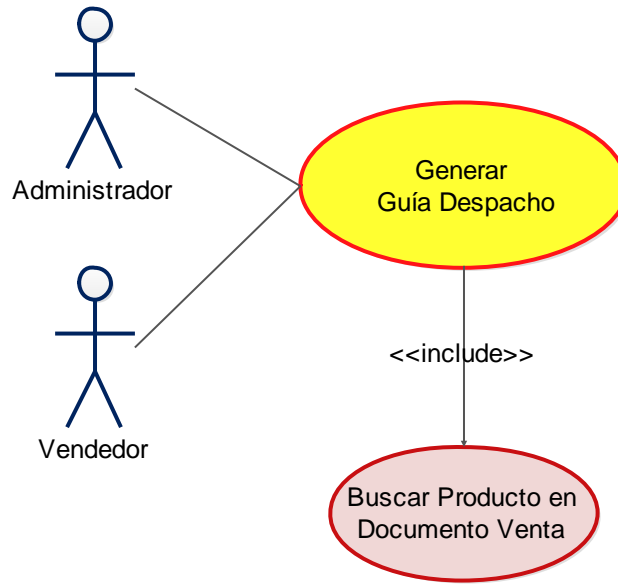 Administrador
Generar
Guía Despacho
Vendedor
<<include>>
Buscar Producto en
Documento Venta